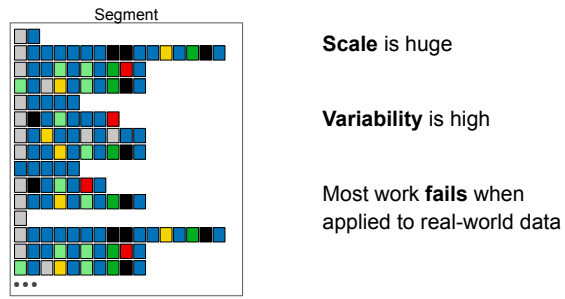 Segment
Scale is huge
Variability is high
Most work fails when
applied to real-world data